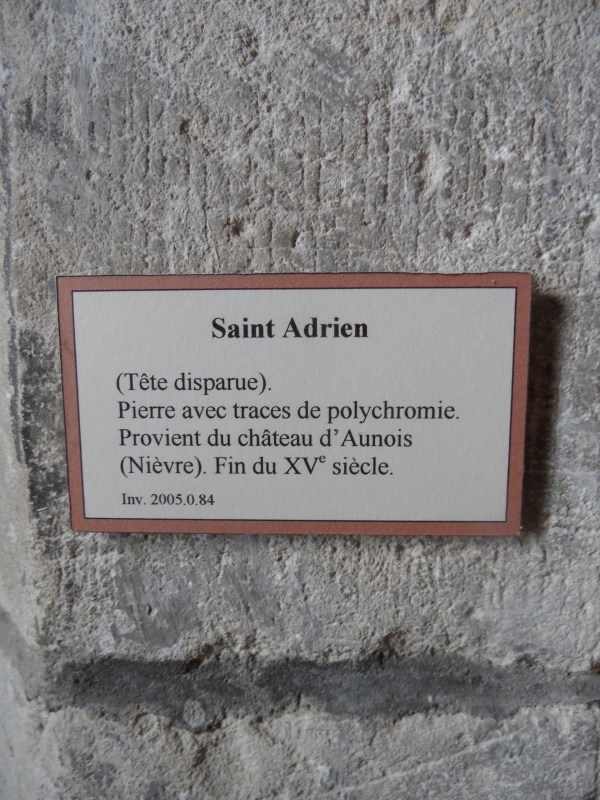 Saint Adrien
(Tête disparue).
Pierre avec traces de polychromie.
Provient du château d’Aunois
(Nièvre). Fin du XVᵉ siècle.
Inv. 2005.0.84